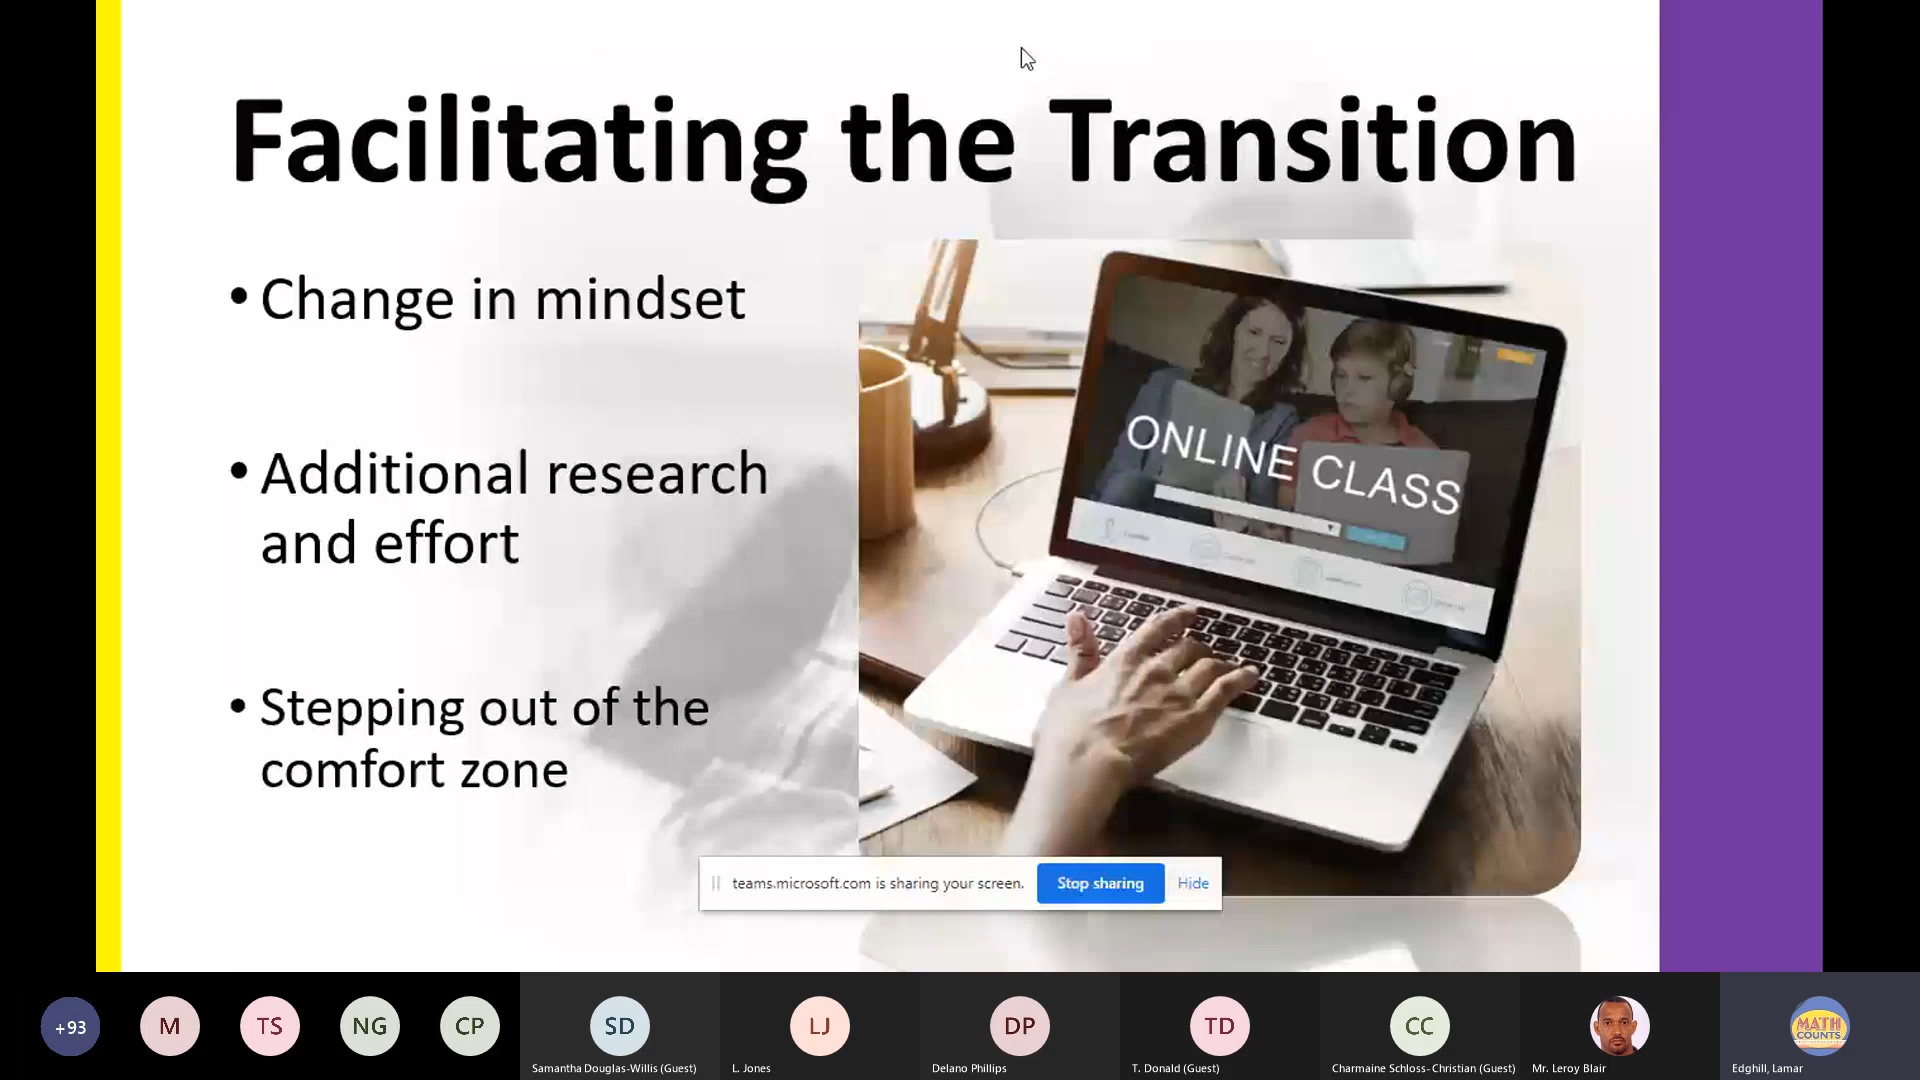 Facilitating the Transition
• Change in mindset
• Additional research
and effort
• Stepping out of the
comfort zone
ONLINE CLASS
teams.microsoft.com is sharing your screen.
Stop sharing
Hide
+93
M
TS
NG
CP
SD
LJ
DP
TD
CC
MATH
COUNTS
Samantha Douglas-Willis (Guest)
L. Jones
Delano Phillips
T. Donald (Guest)
Charmaine Schloss- Christian (Guest)
Mr. Leroy Blair
Edghill, Lamar